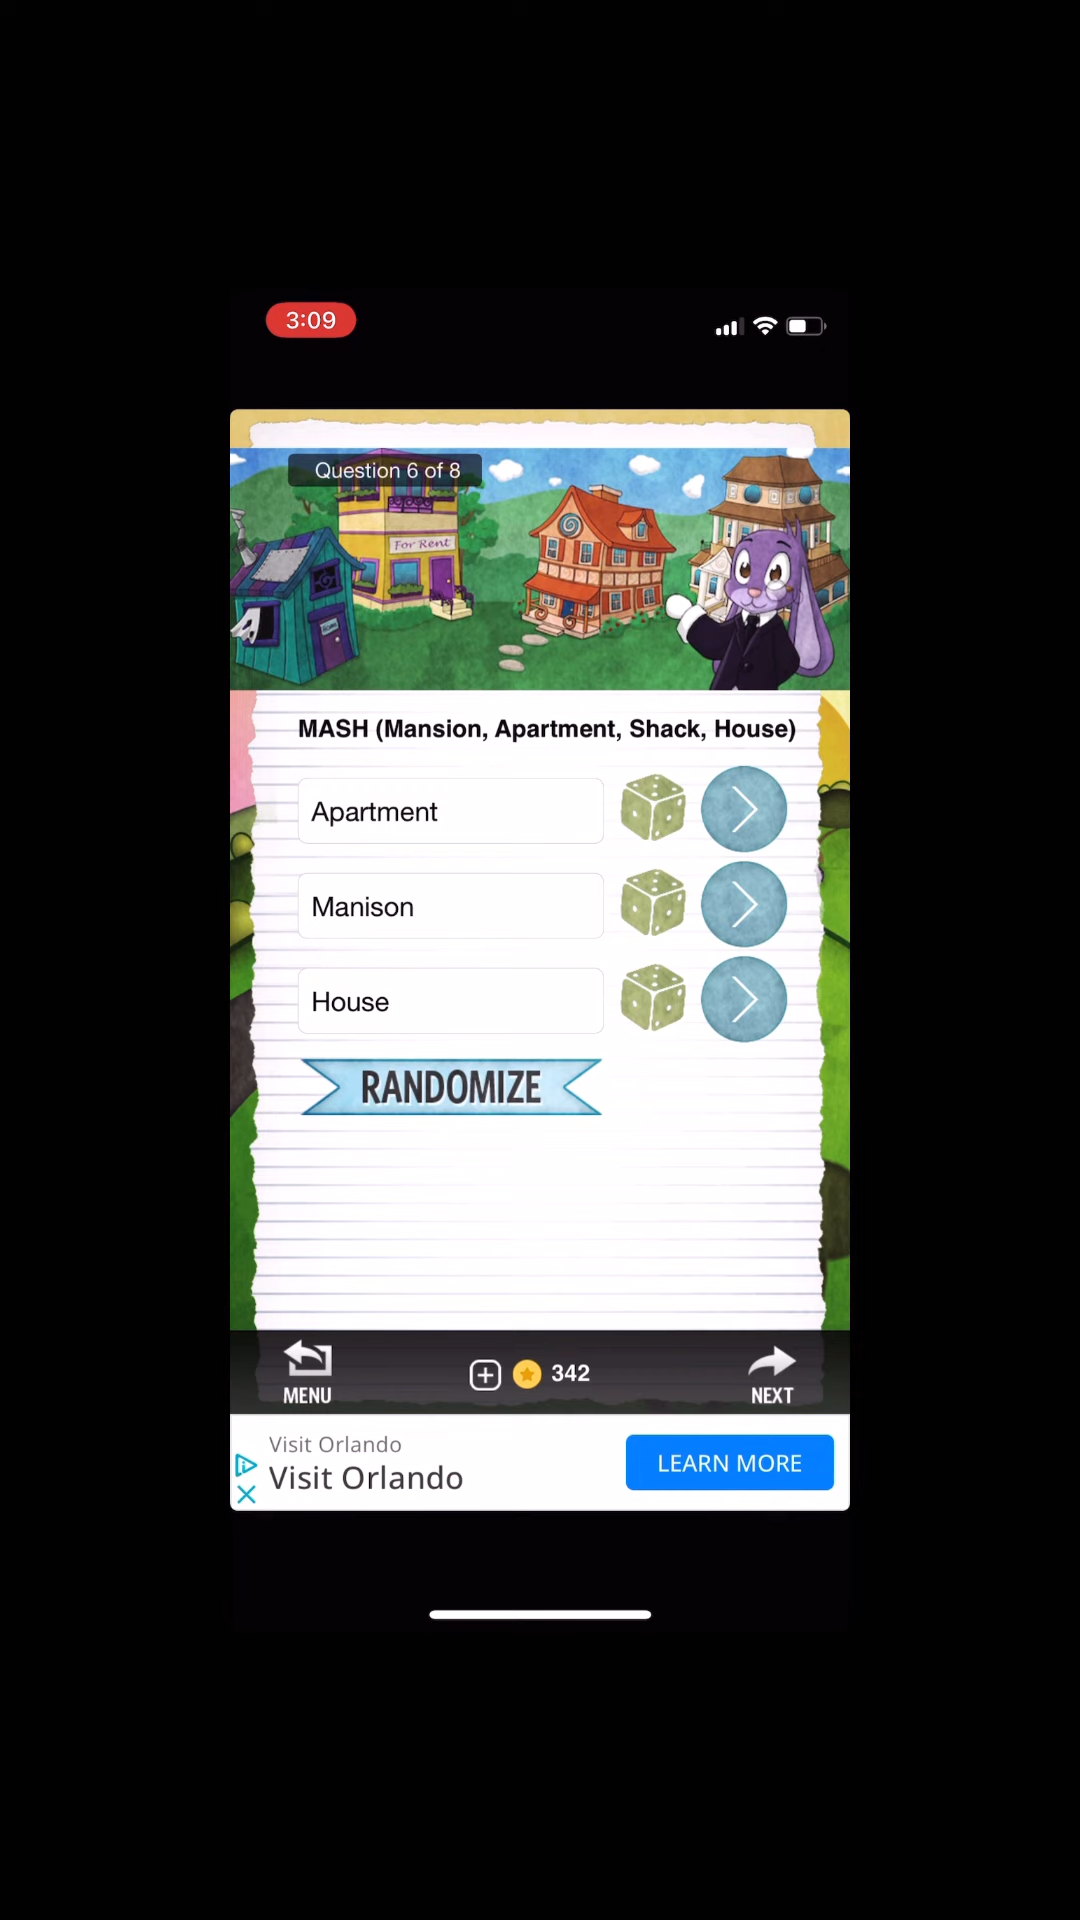 3:09
Question 6 of 8
For Rent
MASH (Mansion, Apartment, Shack, House)
Apartment
Manison
House
RANDOMIZE
MENU
342
NEXT
Visit Orlando
Visit Orlando
LEARN MORE